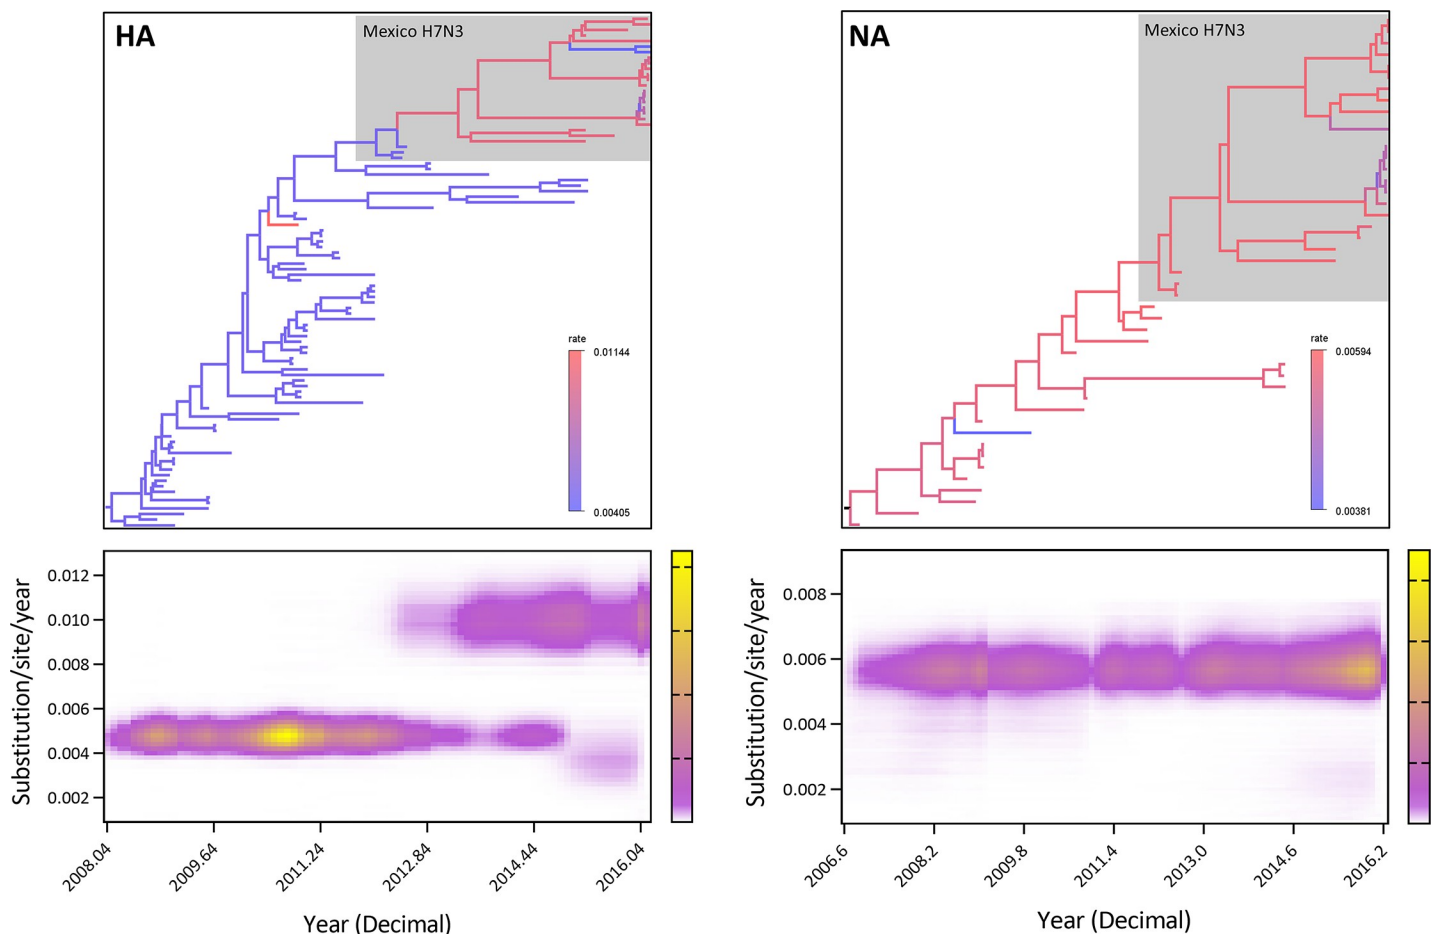 HA
Mexico H7N3
rate
0.01144
0.00405
NA
Mexico H7N3
rate
0.00594
0.00381
Substitution/site/year
0.012
0.010
0.008
0.006
0.004
0.002
2008.04
2009.64
2011.24
2012.84
2014.44
2016.04
Year (Decimal)
Substitution/site/year
0.008
0.006
0.004
0.002
2006.6
2008.2
2009.8
2011.4
2013.0
2014.6
2016.2
Year (Decimal)